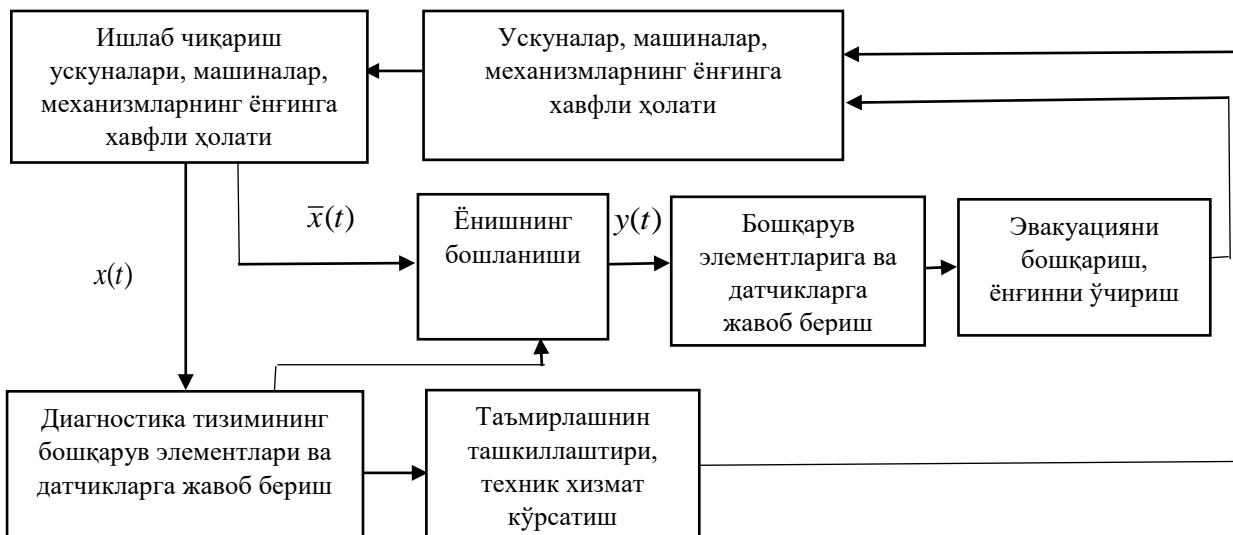 Ишлаб чиқариш
ускуналари, машиналар,
механизмларнинг ёнғинга
хавфли ҳолати
Ускуналар, машиналар,
механизмларнинг ёнғинга
хавфли ҳолати
x̅(t)
x(t)
Ёнишнинг
бошланиши
y(t)
Бошқарув
элементларига ва
датчикларга
жавоб бериш
Эвакуацияни
бошқариш,
ёнғинни ўчириш
Диагностика тизимининг
бошқарув элементлари ва
датчикларга жавоб бериш
Таъмирлашнин
ташкиллаштири,
техник хизмат
кўрсатиш